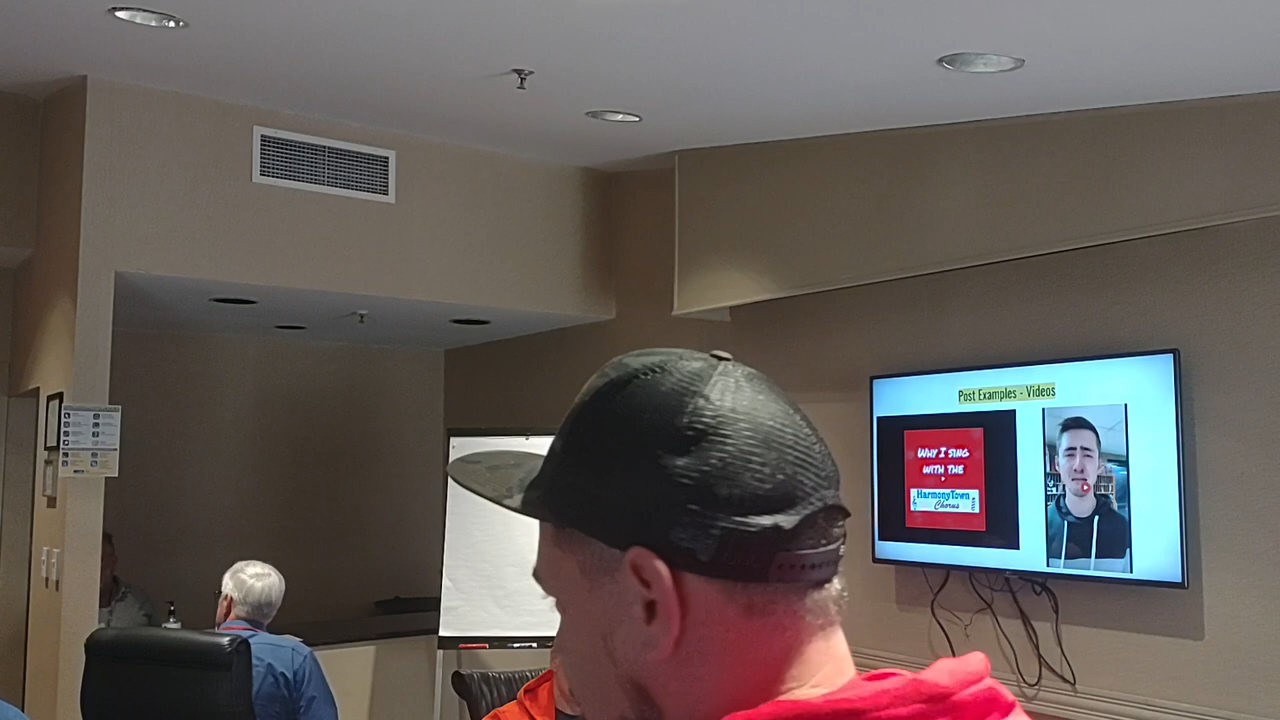 Post Examples - Videos
WHY I SING
WITH THE
HarmonyTown
Chorus